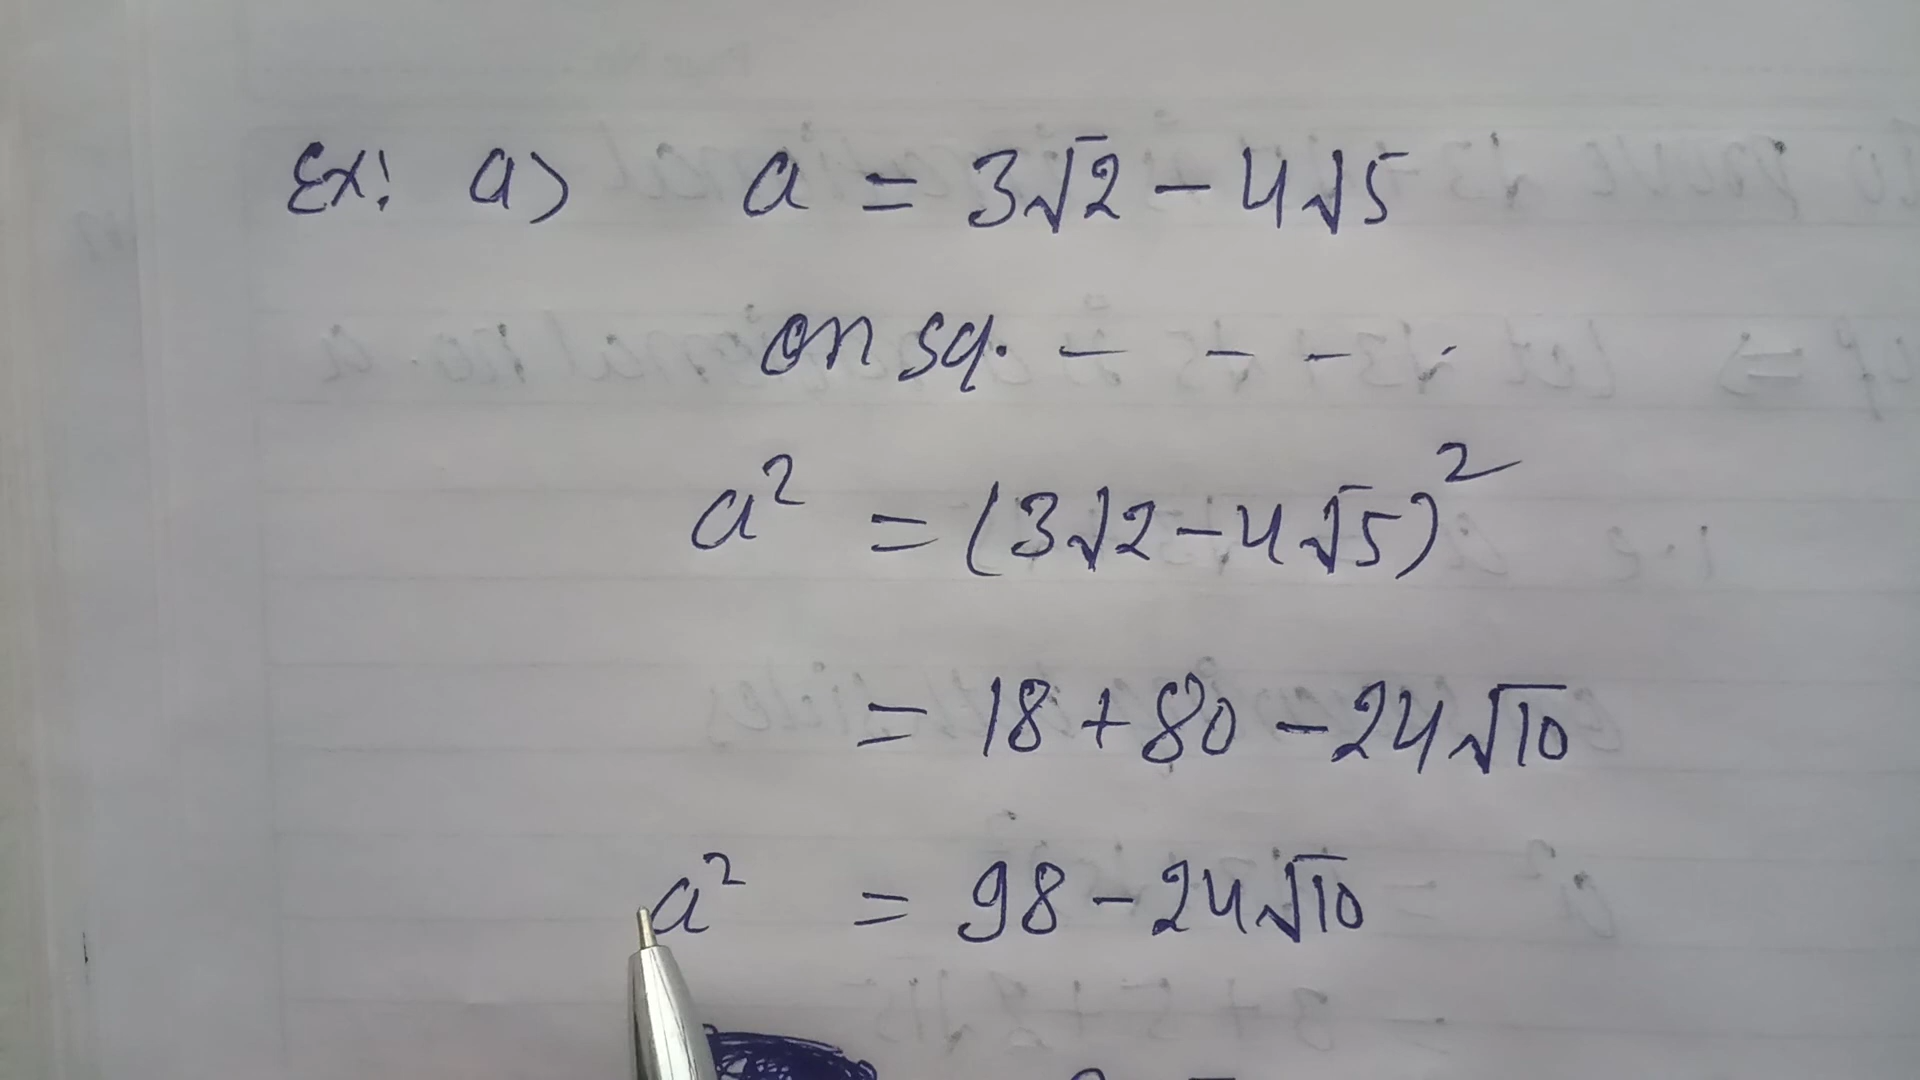 Ex: a) a = 3√2 - 4√5
on sq. - - - -
a² = (3√2 - 4√5)²
= 18 + 80 - 24√10
a² = 98 - 24√10